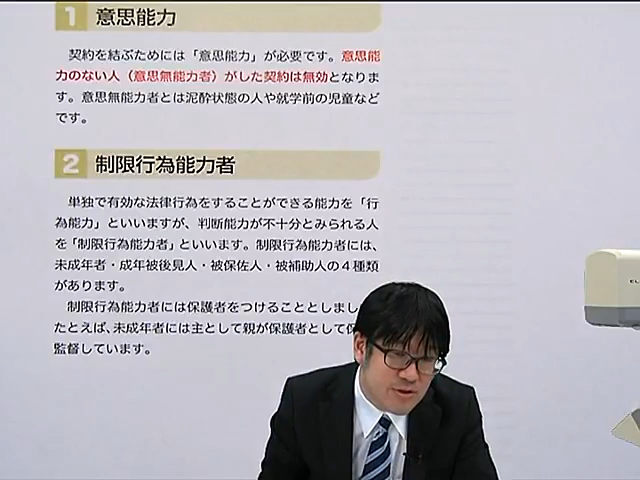 1 意思能力
契約を結ぶためには「意思能力」が必要です。意思能
力のない人（意思無能力者）がした契約は無効となりま
す。意思無能力者とは泥酔状態の人や就学前の児童など
です。
2 制限行為能力者
単独で有効な法律行為をすることができる能力を「行
為能力」といいますが、判断能力が不十分とみられる人
を「制限行為能力者」といいます。制限行為能力者には、
未成年者・成年被後見人・被保佐人・被補助人の４種類
があります。
制限行為能力者には保護者をつけることとしまし
たとえば、未成年者には主として親が保護者として保
監督しています。
EL